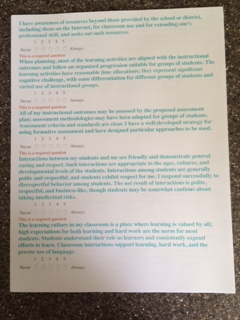 I have awareness of resources beyond those provided by the school or district,
including those on the Internet, for classroom use and for extending one's
professional skill, and seek out such resources.
1 2 3 4 5
Never Always
This is a required question
When planning, most of the learning activities are aligned with the instructional
outcomes and follow an organized progression suitable for groups of students. The
learning activities have reasonable time allocations; they represent significant
cognitive challenge, with some differentiation for different groups of students and
varied use of instructional groups.
1 2 3 4 5
Never Always
This is a required question
All of my instructional outcomes may be assessed by the proposed assessment
plan; assessment methodologies may have been adapted for groups of students.
Assessment criteria and standards are clear. I have a well-developed strategy for
using formative assessment and have designed particular approaches to be used.
1 2 3 4 5
Never Always
This is a required question
Interactions between my students and me are friendly and demonstrate general
caring and respect. Such interactions are appropriate to the ages, cultures, and
developmental levels of the students. Interactions among students are generally
polite and respectful, and students exhibit respect for me. I respond successfully to
disrespectful behavior among students. The net result of interactions is polite,
respectful, and business-like, though students may be somewhat cautious about
taking intellectual risks.
1 2 3 4 5
Never Always
This is a required question
The learning culture in my classroom is a place where learning is valued by all;
high expectations for both learning and hard work are the norm for most
students. Students understand their role as learners and consistently expend
efforts to learn. Classroom interactions support learning, hard work, and the
precise use of language.
1 2 3 4 5
Never Always